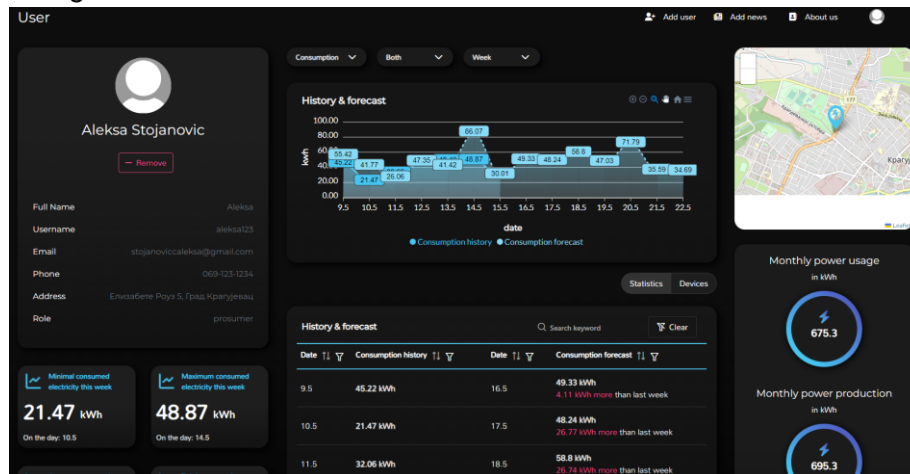 User
Add user
Add news
About us
Aleksa Stojanovic
Remove
Full Name Aleksa
Username aleksa123
Email stojanoviccaleksa@gmail.com
Phone 069-123-1234
Address Елизабете Роуз 5, Град Крагујевац
Role prosumer
Minimal consumed
electricity this week
21.47 kWh
On the day: 10.5
Maximum consumed
electricity this week
48.87 kWh
On the day: 14.5
Consumption
Both
Week
History & forecast
kwh
100.00
80.00
60.00
40.00
20.00
0.00
55.42
45.22
41.77
21.47
26.06
47.35
41.42
86.07
48.87
30.01
49.33
48.24
58.8
47.03
71.79
35.59
34.69
9.5 10.5 11.5 12.5 13.5 14.5 15.5 16.5 17.5 18.5 19.5 20.5 21.5 22.5
date
Consumption history Consumption forecast
Statistics Devices
History & forecast
Search keyword
Clear
Date Consumption history Date Consumption forecast
9.5 45.22 kWh 16.5 49.33 kWh
4.11 kWh more than last week
10.5 21.47 kWh 17.5 48.24 kWh
26.77 kWh more than last week
11.5 32.06 kWh 18.5 58.8 kWh
26.74 kWh more than last week
177
Monthly power usage
in kWh
675.3
Monthly power production
in kWh
695.3